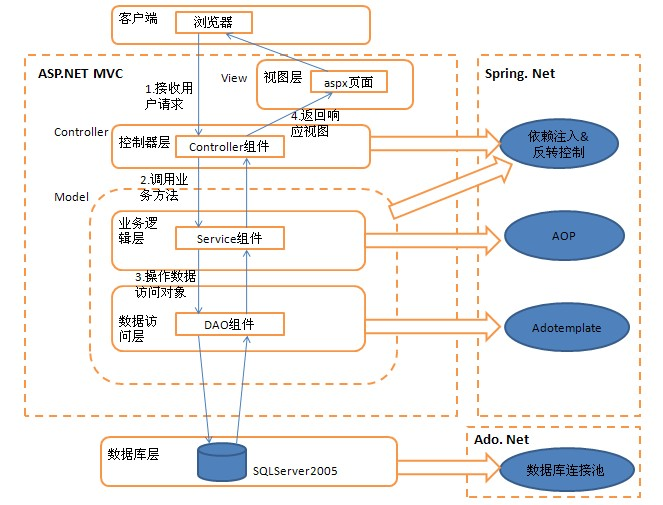 客户端
浏览器
ASP.NET MVC
View
视图层
aspx页面
Spring. Net
1.接收用
户请求
4.返回响
应视图
Controller
控制器层
Controller组件
依赖注入&
反转控制
2.调用业
务方法
Model
业务逻
辑层
Service组件
AOP
3.操作数据
访问对象
数据访
问层
DAO组件
Adotemplate
Ado. Net
数据库层
SQLServer2005
数据库连接池